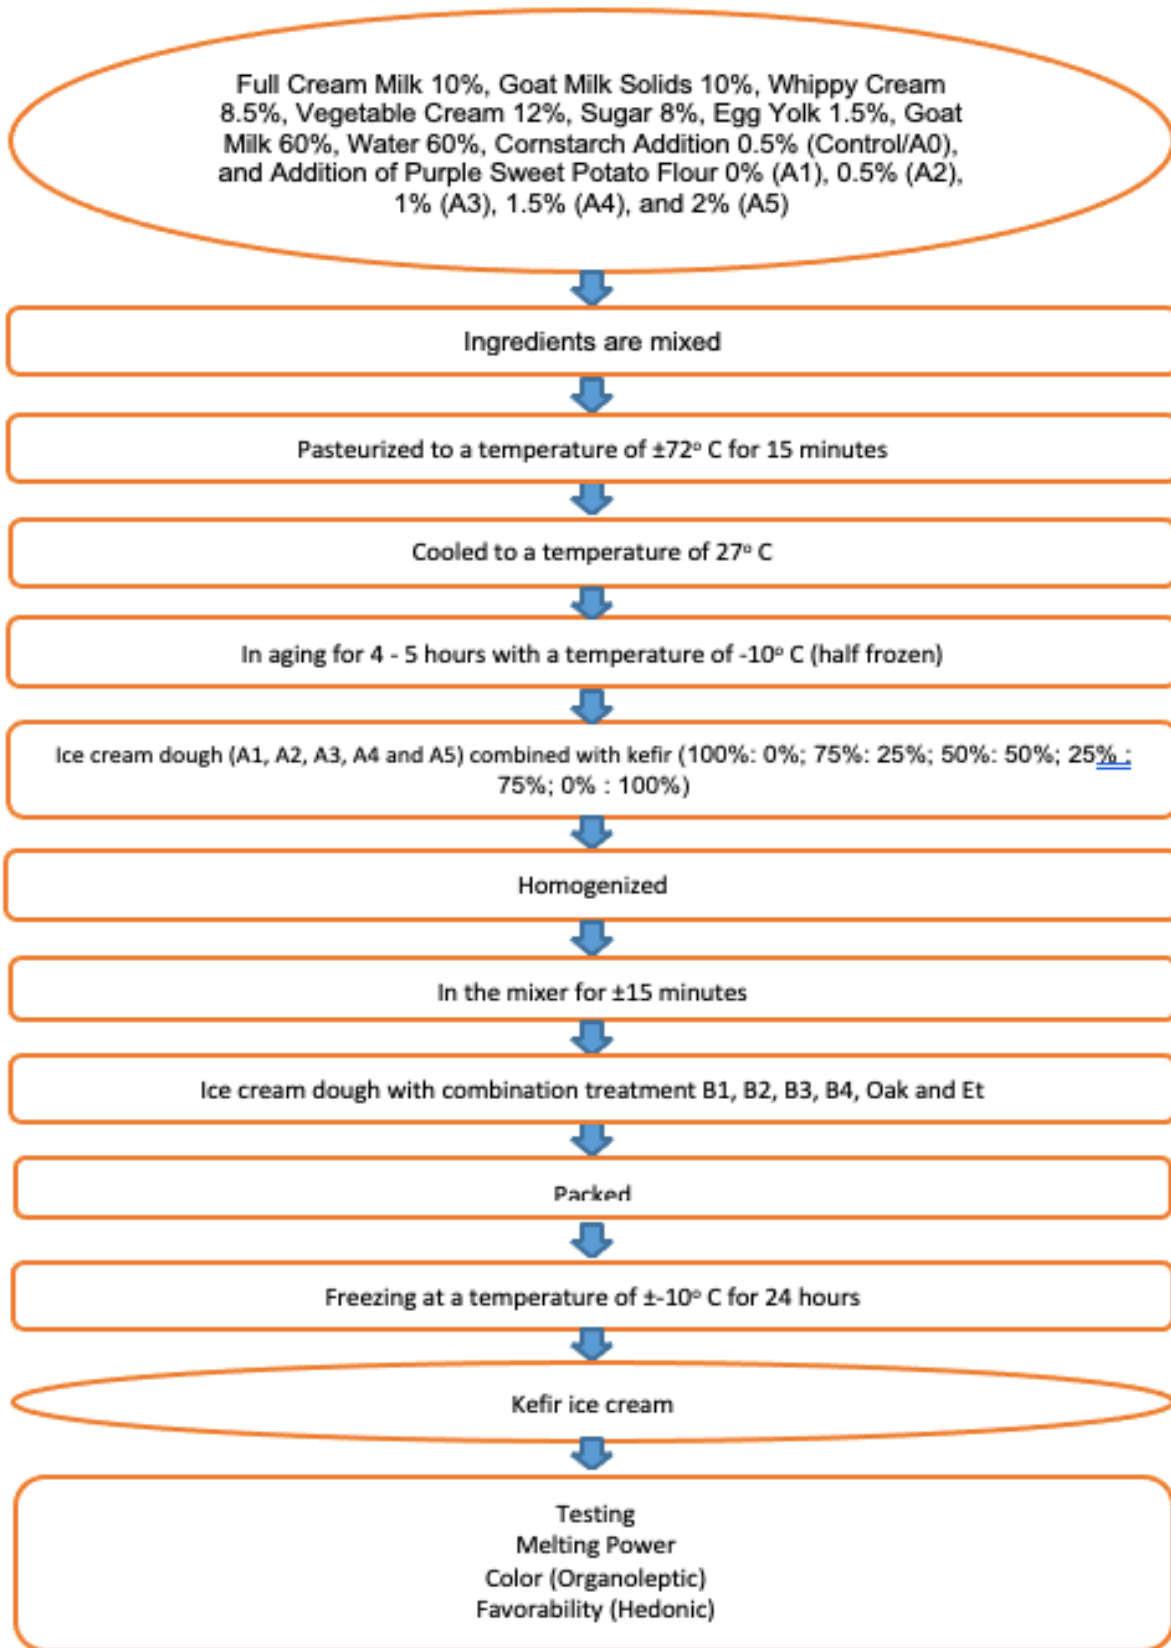 Full Cream Milk 10%, Goat Milk Solids 10%, Whippy Cream
8.5%, Vegetable Cream 12%, Sugar 8%, Egg Yolk 1.5%, Goat
Milk 60%, Water 60%, Cornstarch Addition 0.5% (Control/A0),
and Addition of Purple Sweet Potato Flour 0% (A1), 0.5% (A2),
1% (A3), 1.5% (A4), and 2% (A5)
Ingredients are mixed
Pasteurized to a temperature of ±72º C for 15 minutes
Cooled to a temperature of 27º C
In aging for 4 - 5 hours with a temperature of -10º C (half frozen)
Ice cream dough (A1, A2, A3, A4 and A5) combined with kefir (100%: 0%; 75%: 25%; 50%: 50%; 25% :
75%; 0% : 100%)
Homogenized
In the mixer for ±15 minutes
Ice cream dough with combination treatment B1, B2, B3, B4, Oak and Et
Packed
Freezing at a temperature of ±-10º C for 24 hours
Kefir ice cream
Testing
Melting Power
Color (Organoleptic)
Favorability (Hedonic)